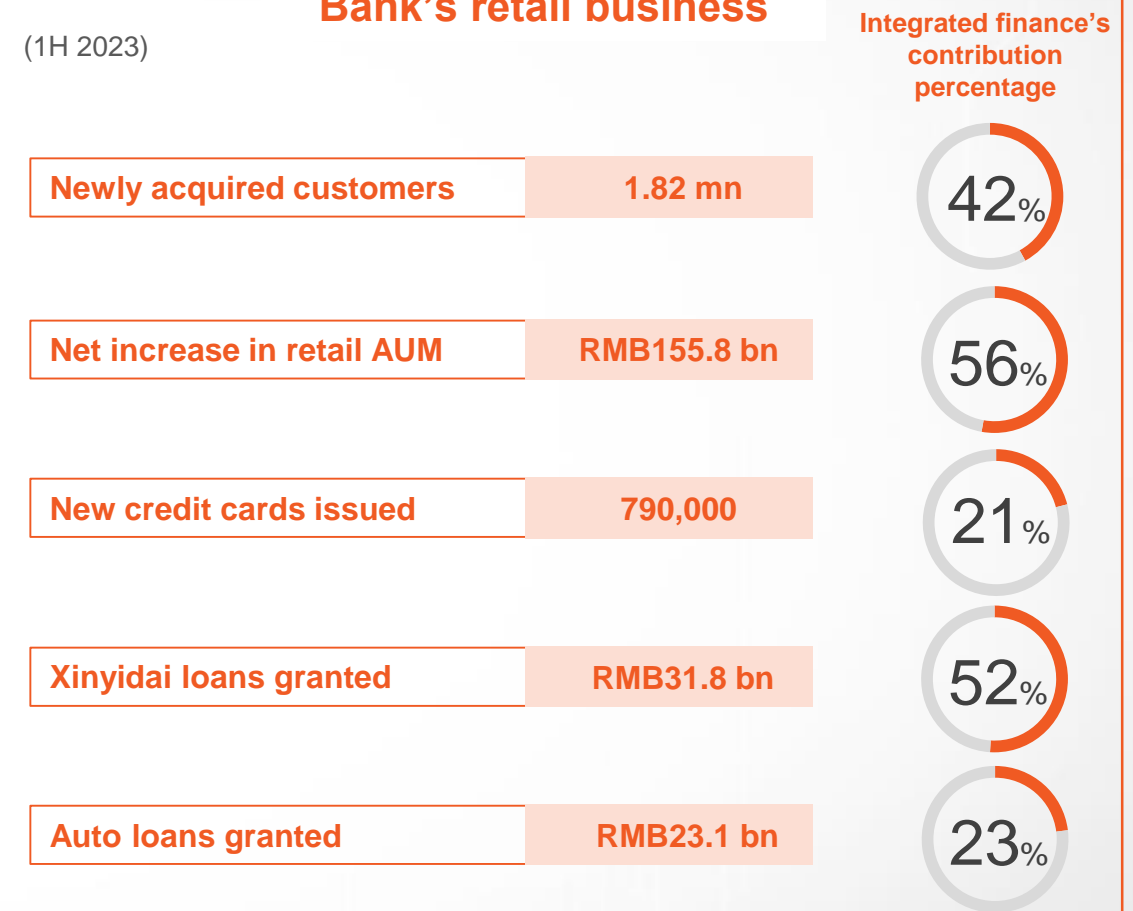 Bank’s retail business
(1H 2023)
Integrated finance’s
contribution
percentage
Newly acquired customers 1.82 mn 42%
Net increase in retail AUM RMB155.8 bn 56%
New credit cards issued 790,000 21%
Xinyidai loans granted RMB31.8 bn 52%
Auto loans granted RMB23.1 bn 23%